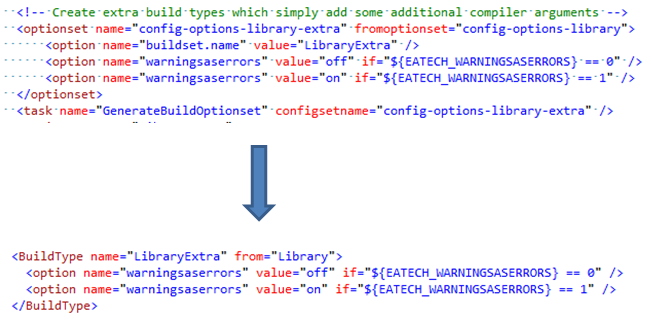 <!-- Create extra build types which simply add some additional compiler arguments -->
<optionset name="config-options-library-extra" fromoptionset="config-options-library">
<option name="buildset.name" value="LibraryExtra" />
<option name="warningsaserrors" value="off" if="${EATECH_WARNINGSASERRORS} == 0" />
<option name="warningsaserrors" value="on" if="${EATECH_WARNINGSASERRORS} == 1" />
</optionset>
<task name="GenerateBuildOptionset" configsetname="config-options-library-extra" />
<BuildType name="LibraryExtra" from="Library">
<option name="warningsaserrors" value="off" if="${EATECH_WARNINGSASERRORS} == 0" />
<option name="warningsaserrors" value="on" if="${EATECH_WARNINGSASERRORS} == 1" />
</BuildType>